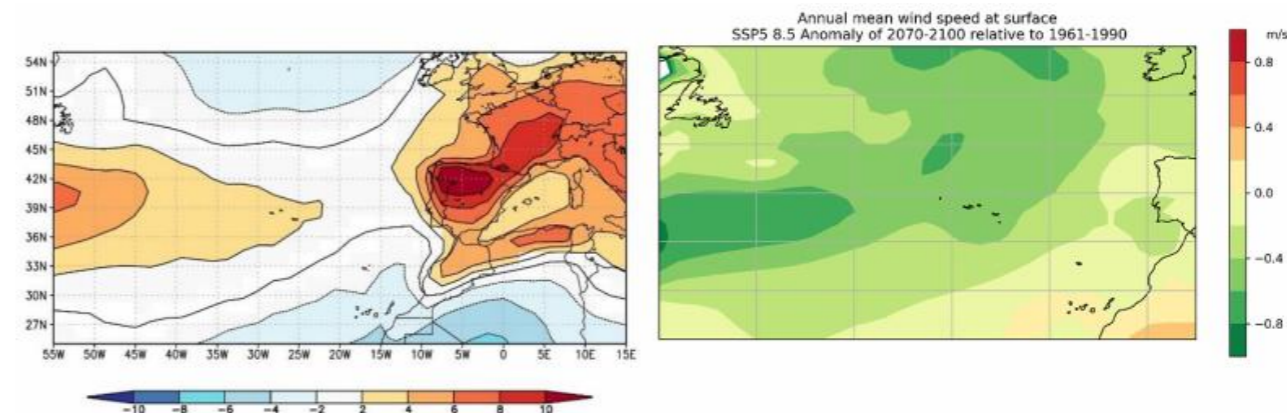 Annual mean wind speed at surface
SSP5 8.5 Anomaly of 2070-2100 relative to 1961-1990
54N
51N
48N
45N
42N
39N
36N
33N
30N
27N
55W 50W 45W 40W 35W 30W 25W 20W 15W 10W 5W 0 5E 10E 15E
-10 -8 -6 -4 -2 2 4 6 8 10
m/s
0.8
0.4
0.0
−0.4
−0.8